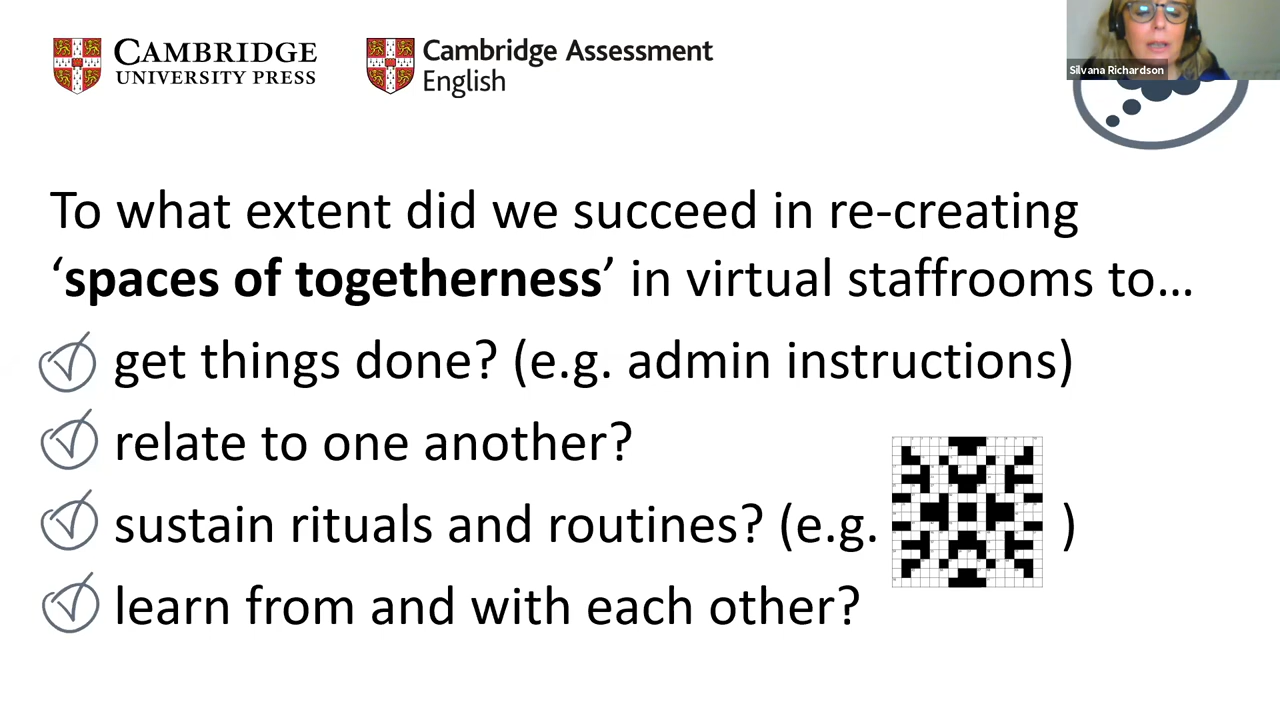 CAMBRIDGE
UNIVERSITY PRESS
Cambridge Assessment
English
Silvana Richardson
To what extent did we succeed in re-creating
‘spaces of togetherness’ in virtual staffrooms to…
get things done? (e.g. admin instructions)
relate to one another?
sustain rituals and routines? (e.g. )
learn from and with each other?